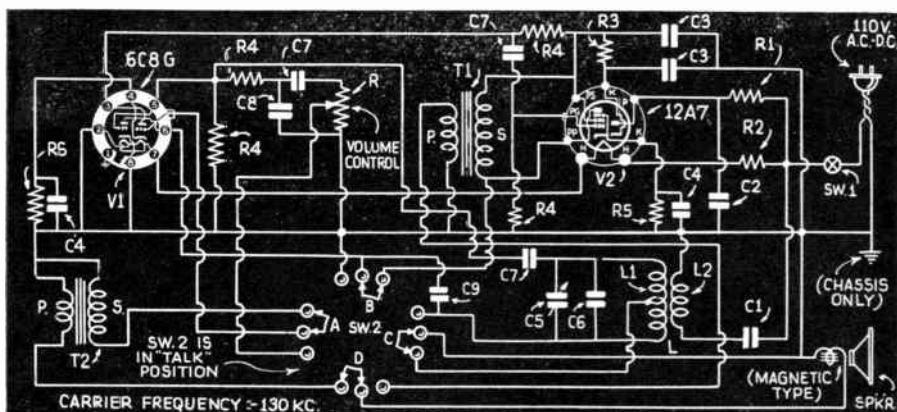 C7
R3
C3
110V.
A.C.-D.C.
6C8G
R4
C7
R4
C3
R1
R
T1
12A7
C8
R2
R4
VOLUME
CONTROL
P.
S.
R5
V1
V2
SW.1
C4
C2
C4
R4
R5
C7
L1
L2
(CHASSIS
ONLY)
B
C9
C5
C6
C1
P.
S.
A
SW.2
C
L
T2
SW.2 IS
IN "TALK"
POSITION
D
(MAGNETIC
TYPE)
SPKR.
CARRIER FREQUENCY :-130 KC.